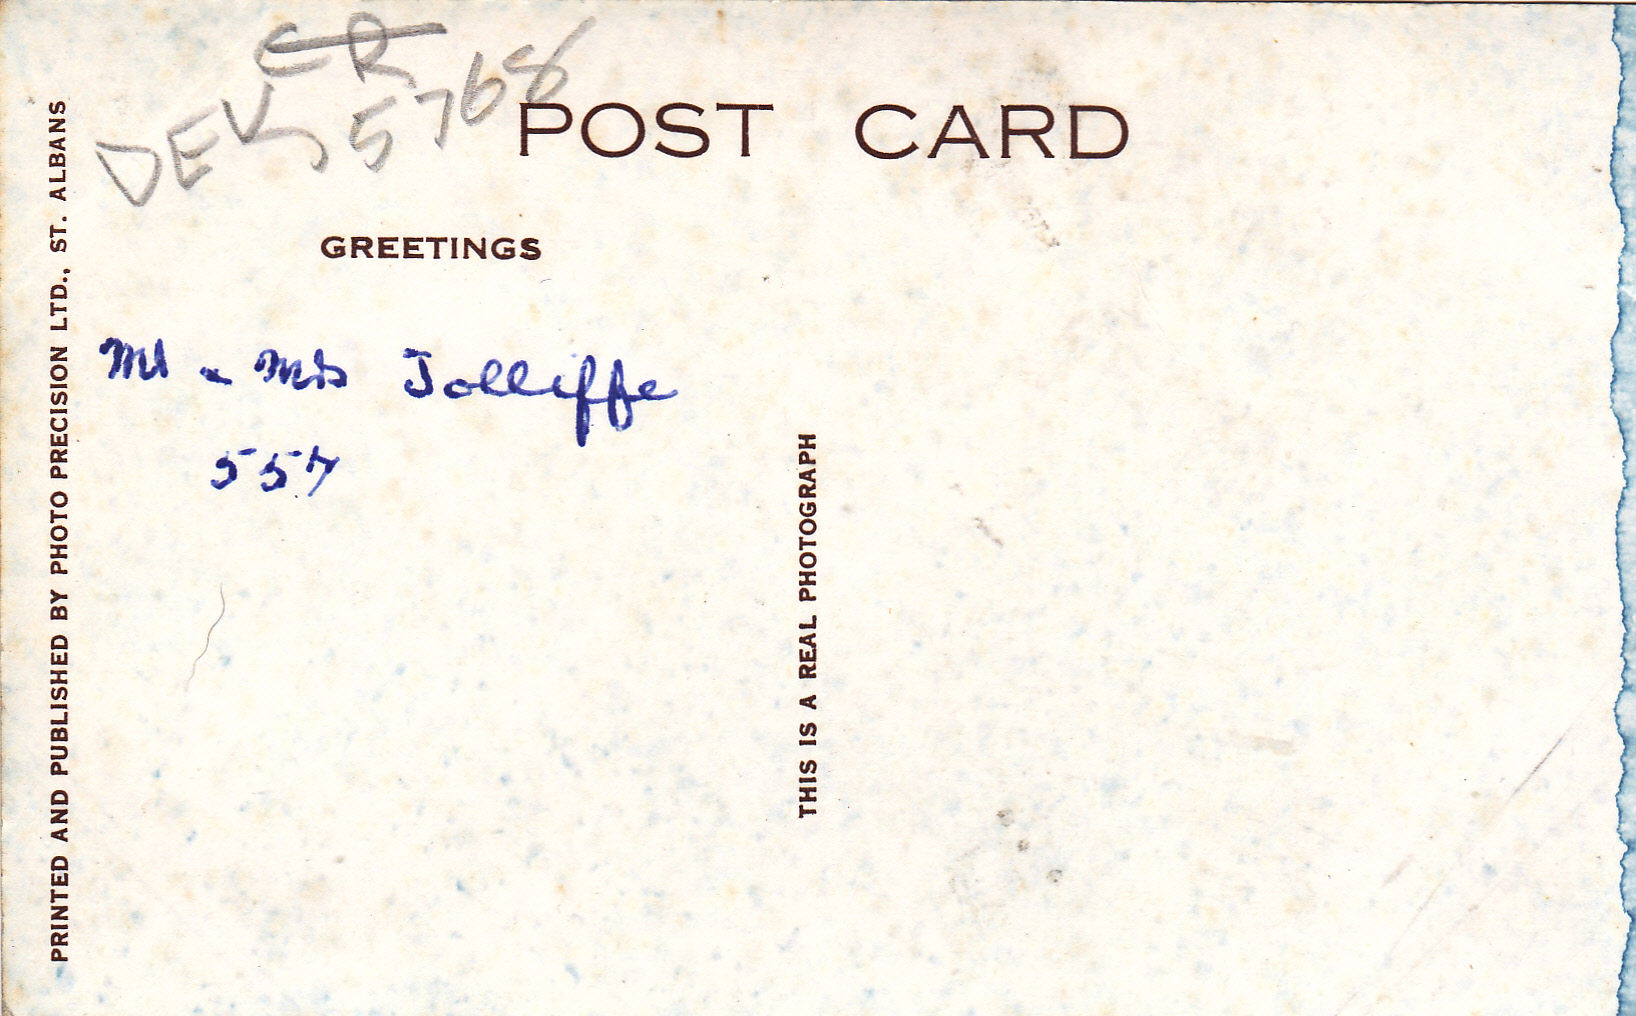 CR
DEV 5768
POST CARD
GREETINGS
Mr & Mrs Jolliffe
557
PRINTED AND PUBLISHED BY PHOTO PRECISION LTD., ST. ALBANS
THIS IS A REAL PHOTOGRAPH